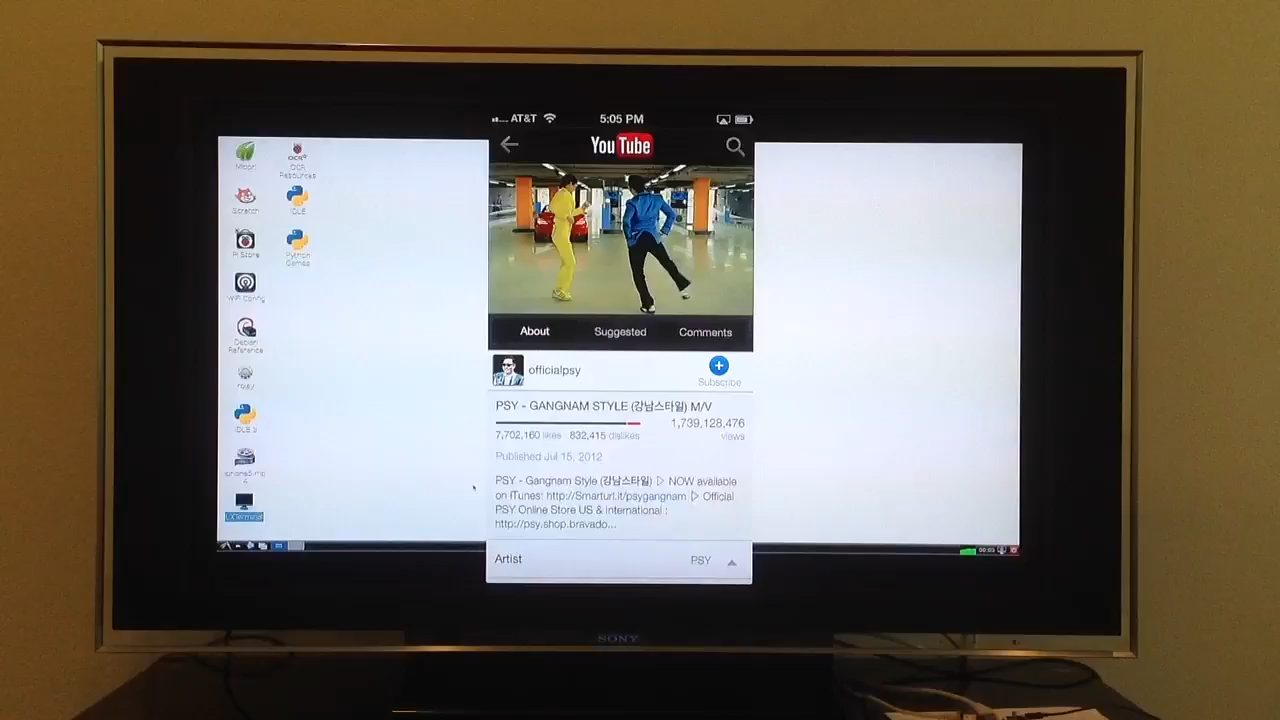 AT&T
5:05 PM
YouTube
Midori
OCR Resources
Scratch
IDLE
Pi Store
Python Games
WiFi Config
Debian Reference
IDLE 3
LXTerminal
About
Suggested
Comments
officialpsy
Subscribe
PSY - GANGNAM STYLE (강남스타일) M/V
1,739,128,476
views
7,702,160 likes 832,415 dislikes
Published Jul 15, 2012
PSY - Gangnam Style (강남스타일) ▷ NOW available
on iTunes: http://Smarturl.it/psygangnam ▷ Official
PSY Online Store US & International :
http://psy.shop.bravado...
Artist
PSY
SONY